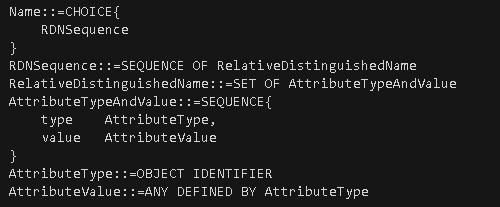 Name::=CHOICE{
    RDNSequence
}
RDNSequence::=SEQUENCE OF RelativeDistinguishedName
RelativeDistinguishedName::=SET OF AttributeTypeAndValue
AttributeTypeAndValue::=SEQUENCE{
    type    AttributeType,
    value   AttributeValue
}
AttributeType::=OBJECT IDENTIFIER
AttributeValue::=ANY DEFINED BY AttributeType